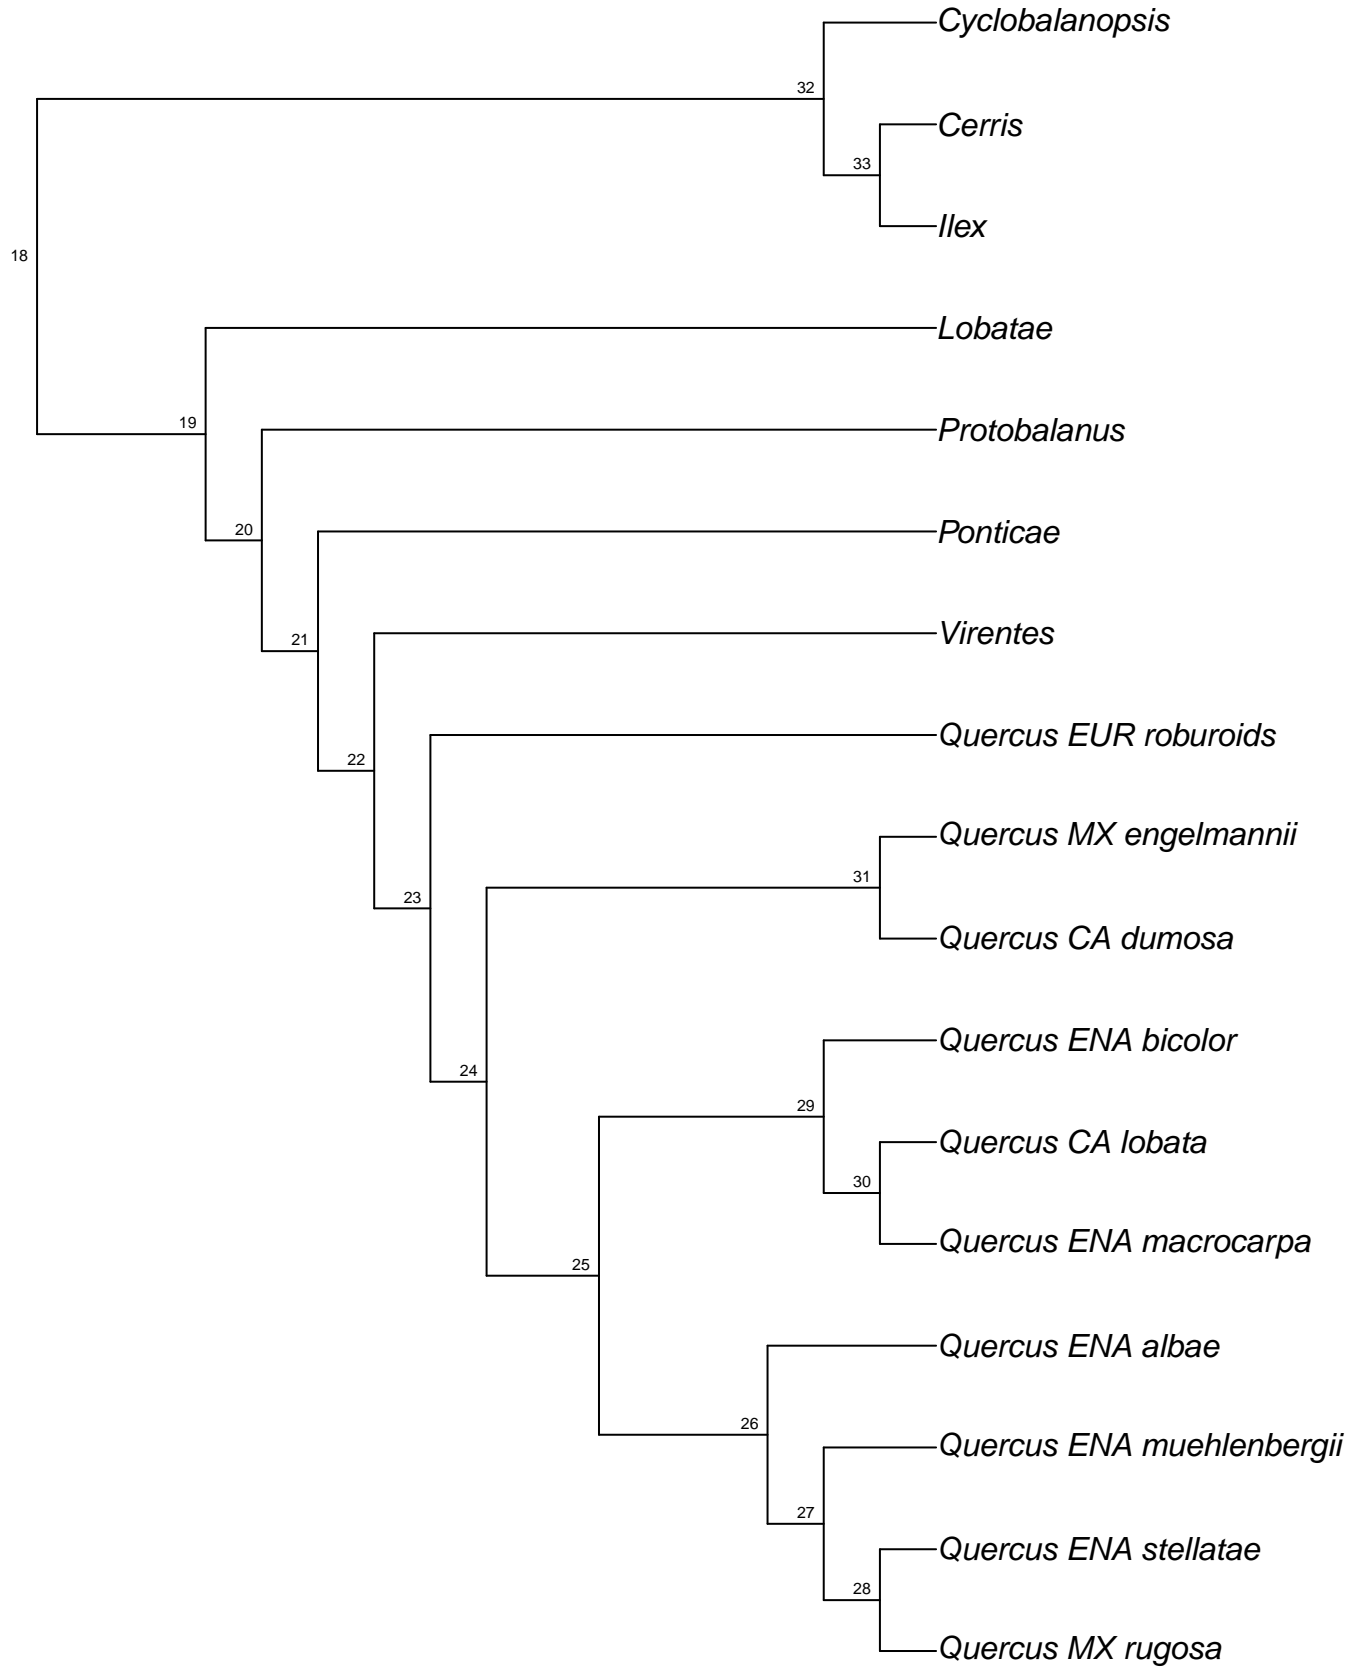 Cyclobalanopsis
32
Cerris
33
Ilex
18
Lobatae
19
Protobalanus
20
Ponticae
21
Virentes
22
Quercus EUR roburoids
Quercus MX engelmannii
31
23
Quercus CA dumosa
Quercus ENA bicolor
24
29
Quercus CA lobata
30
Quercus ENA macrocarpa
25
Quercus ENA albae
26
Quercus ENA muehlenbergii
27
Quercus ENA stellatae
28
Quercus MX rugosa